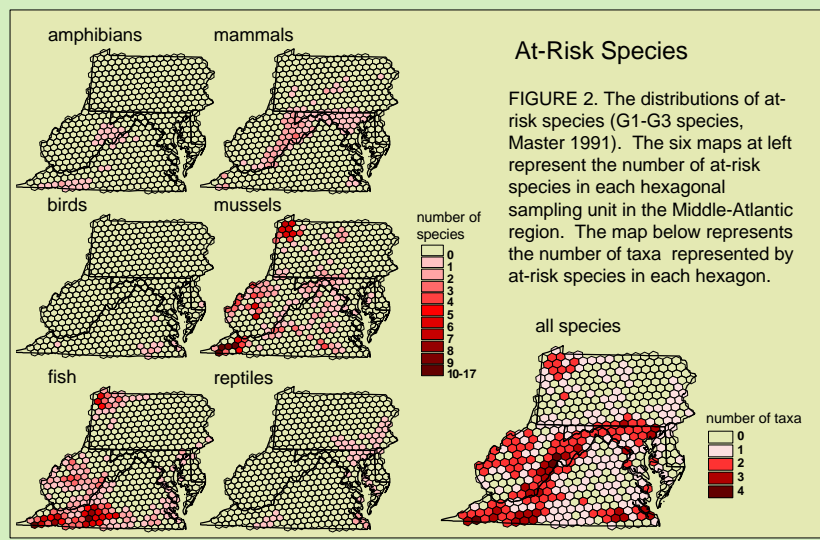 At-Risk Species
FIGURE 2. The distributions of at-
risk species (G1-G3 species,
Master 1991). The six maps at left
represent the number of at-risk
species in each hexagonal
sampling unit in the Middle-Atlantic
region. The map below represents
the number of taxa represented by
at-risk species in each hexagon.
amphibians
mammals
birds
mussels
fish
reptiles
number of
species
0
1
2
3
4
5
6
7
8
9
10-17
all species
number of taxa
0
1
2
3
4